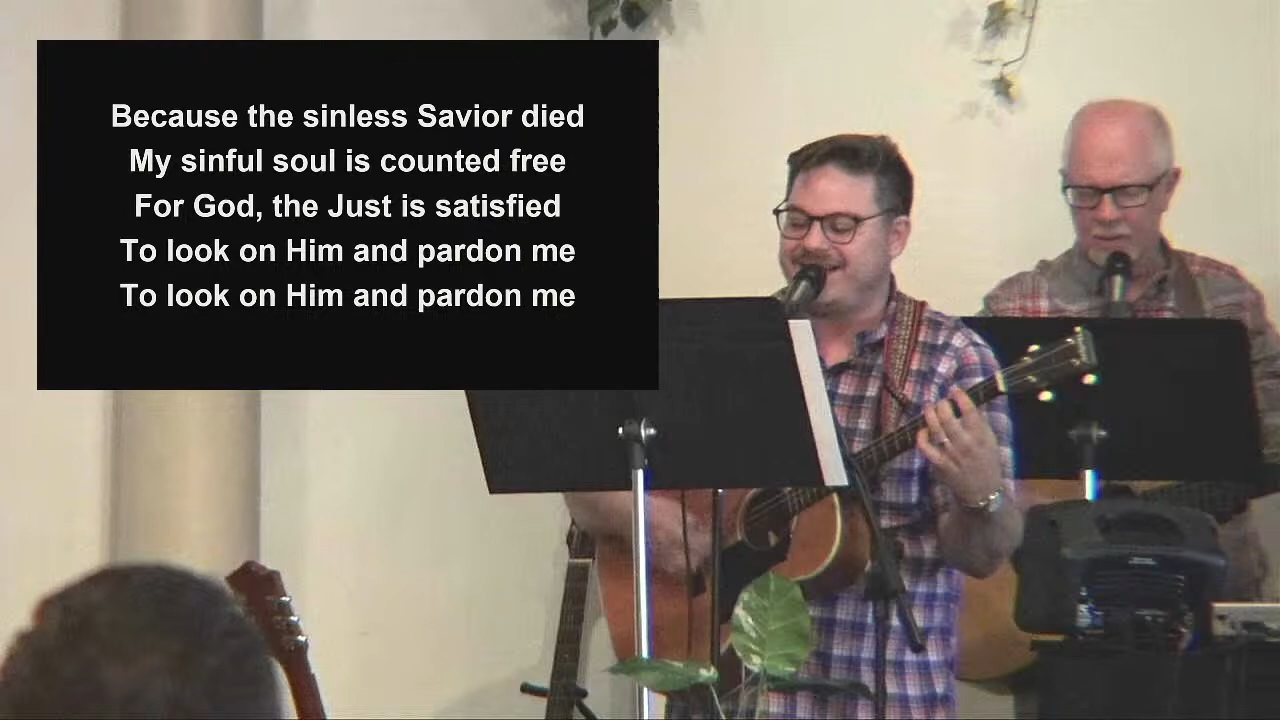 Because the sinless Savior died
My sinful soul is counted free
For God, the Just is satisfied
To look on Him and pardon me
To look on Him and pardon me